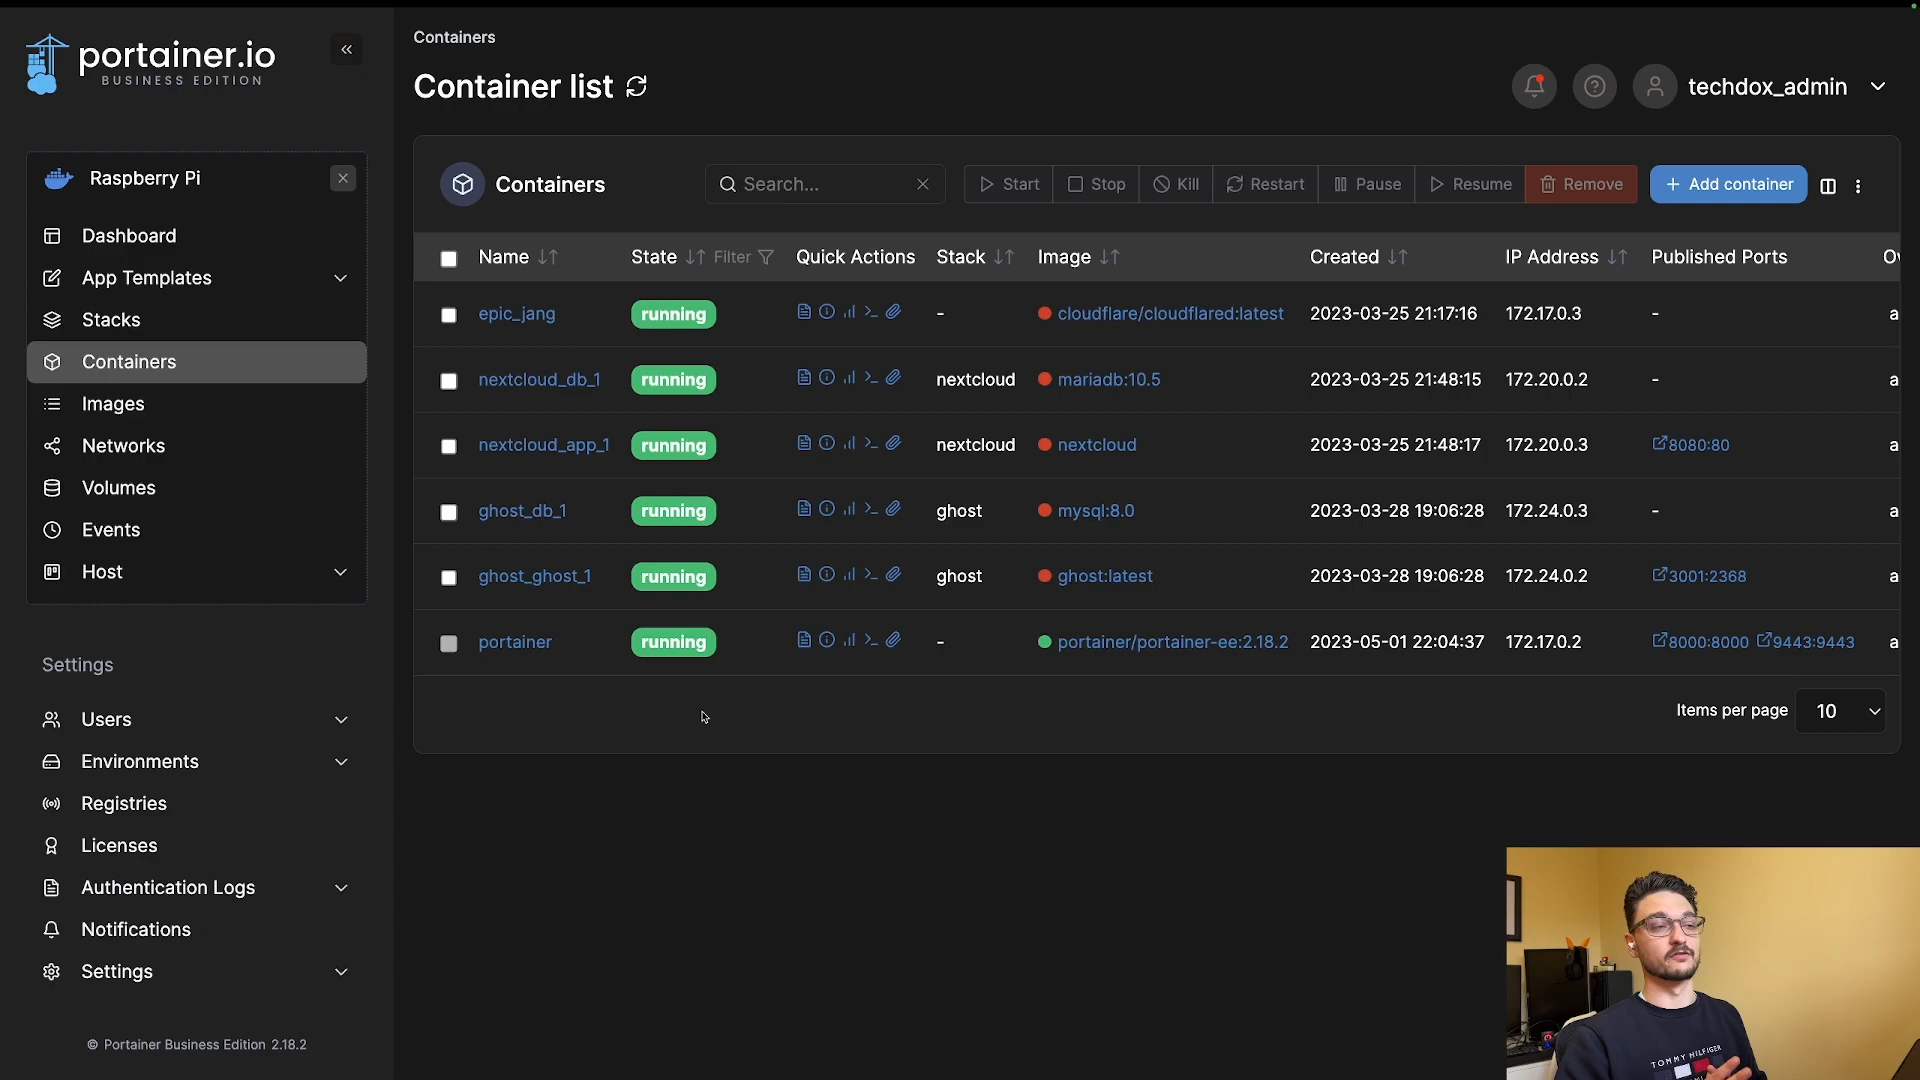 portainer.io
BUSINESS EDITION
Containers
Container list
techdox_admin
Raspberry Pi
Dashboard
App Templates
Stacks
Containers
Images
Networks
Volumes
Events
Host
Settings
Users
Environments
Registries
Licenses
Authentication Logs
Notifications
Settings
© Portainer Business Edition 2.18.2
Containers Search... Start Stop Kill Restart Pause Resume Remove + Add container
Name State Filter Quick Actions Stack Image Created IP Address Published Ports
epic_jang running - cloudflare/cloudflared:latest 2023-03-25 21:17:16 172.17.0.3 - a
nextcloud_db_1 running nextcloud mariadb:10.5 2023-03-25 21:48:15 172.20.0.2 - a
nextcloud_app_1 running nextcloud nextcloud 2023-03-25 21:48:17 172.20.0.3 8080:80 a
ghost_db_1 running ghost mysql:8.0 2023-03-28 19:06:28 172.24.0.3 - a
ghost_ghost_1 running ghost ghost:latest 2023-03-28 19:06:28 172.24.0.2 3001:2368 a
portainer running - portainer/portainer-ee:2.18.2 2023-05-01 22:04:37 172.17.0.2 8000:8000 9443:9443 a
Items per page 10
TOMMY HILFIGER